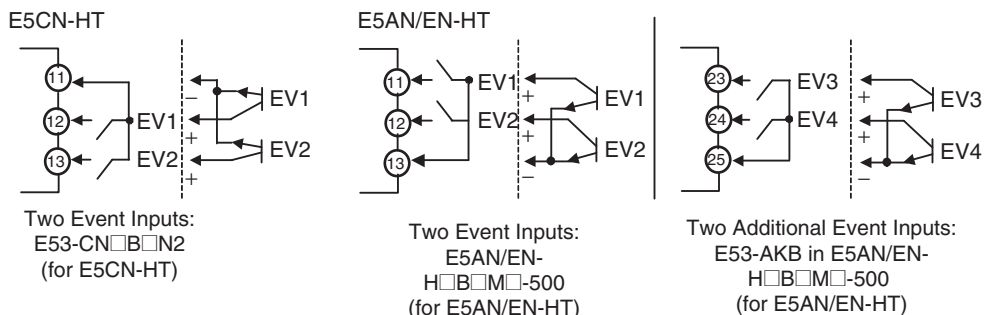 E5CN-HT
11
12
13
EV1
EV2
−
+
+
EV1
EV2
Two Event Inputs:
E53-CN□B□N2
(for E5CN-HT)
E5AN/EN-HT
11
12
13
EV1
EV2
+
+
−
EV1
EV2
Two Event Inputs:
E5AN/EN-
H□B□M□-500
(for E5AN/EN-HT)
23
24
25
EV3
EV4
+
+
−
EV3
EV4
Two Additional Event Inputs:
E53-AKB in E5AN/EN-
H□B□M□-500
(for E5AN/EN-HT)